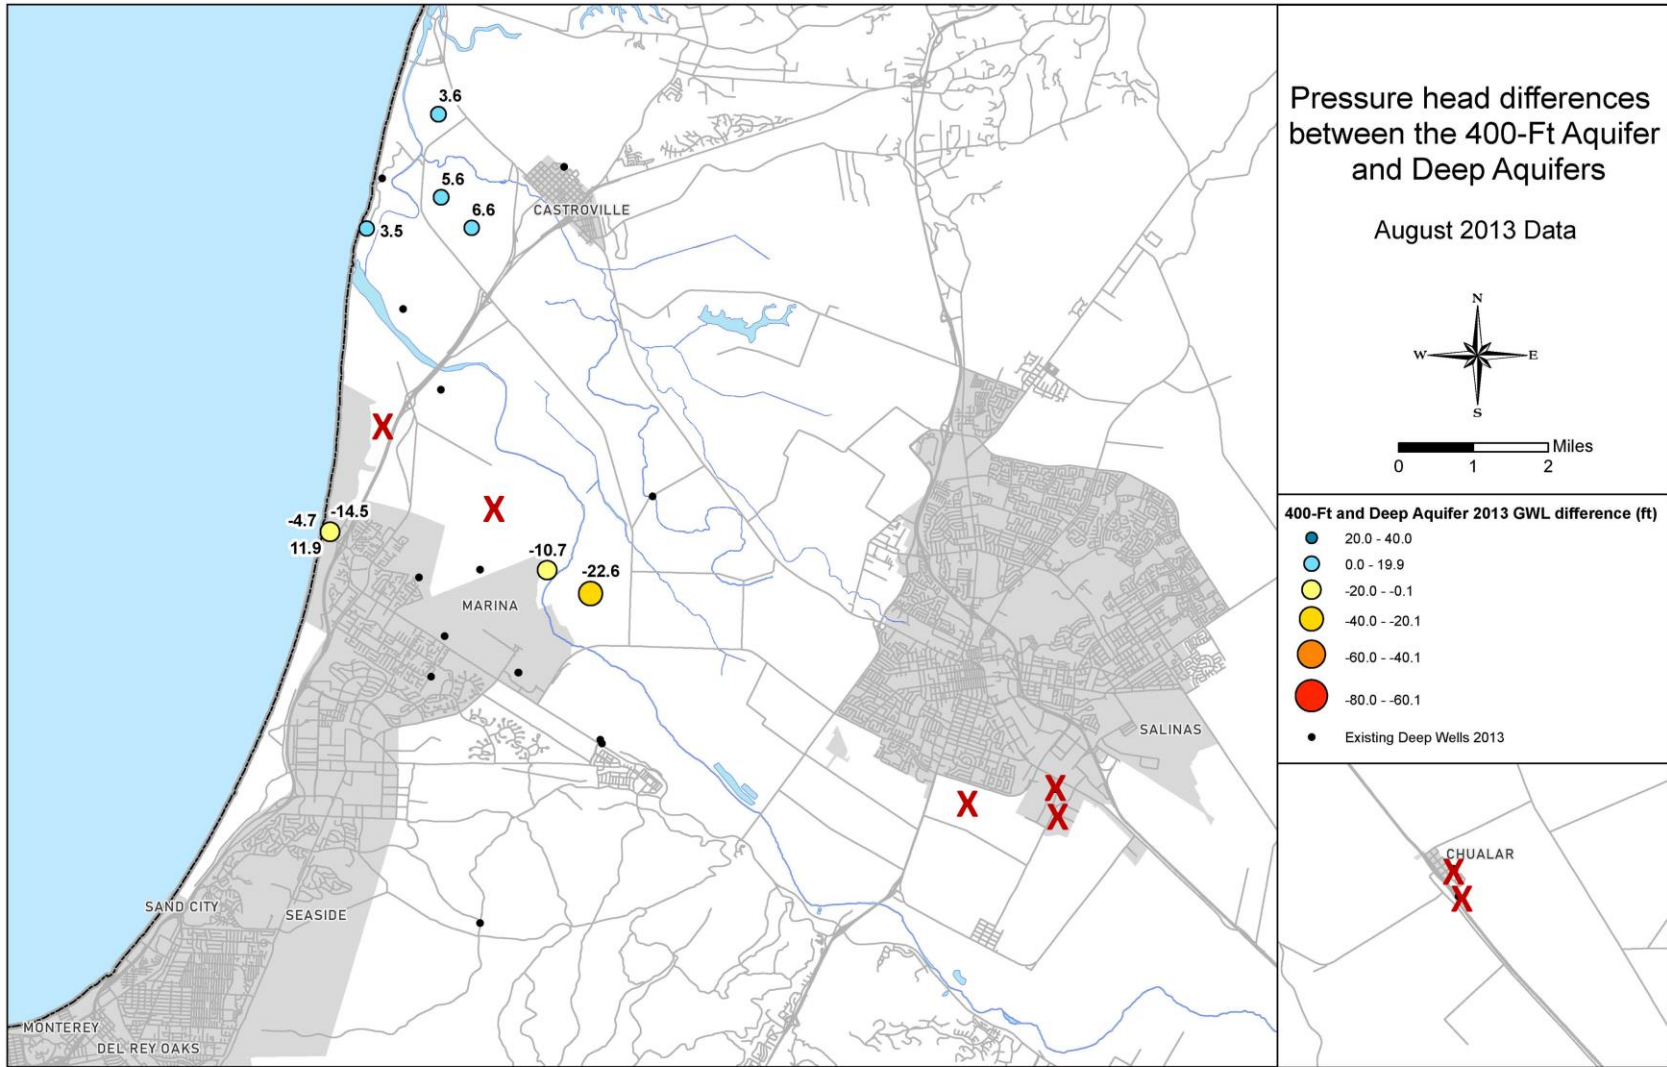 3.6
5.6
6.6
3.5
CASTROVILLE
X
X
-4.7
-14.5
11.9
-10.7
-22.6
MARINA
SALINAS
X
X
X
SAND CITY
SEASIDE
MONTEREY
DEL REY OAKS
Pressure head differences
between the 400-Ft Aquifer
and Deep Aquifers
August 2013 Data
N
W
E
S
Miles
0 1 2
400-Ft and Deep Aquifer 2013 GWL difference (ft)
20.0 - 40.0
0.0 - 19.9
-20.0 - -0.1
-40.0 - -20.1
-60.0 - -40.1
-80.0 - -60.1
Existing Deep Wells 2013
CHUALAR
X
X